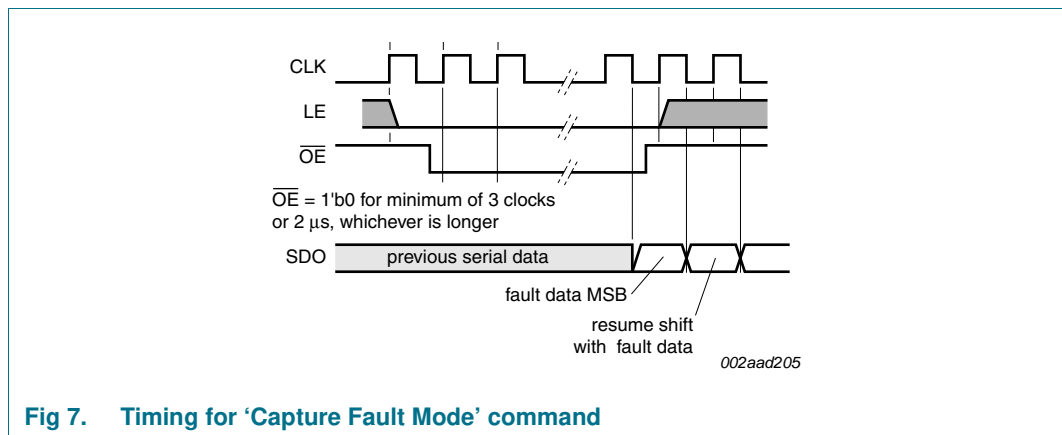 CLK
LE
OE
OE = 1'b0 for minimum of 3 clocks
or 2 μs, whichever is longer
SDO
previous serial data
fault data MSB
resume shift
with fault data
002aad205
Fig 7. Timing for ‘Capture Fault Mode’ command